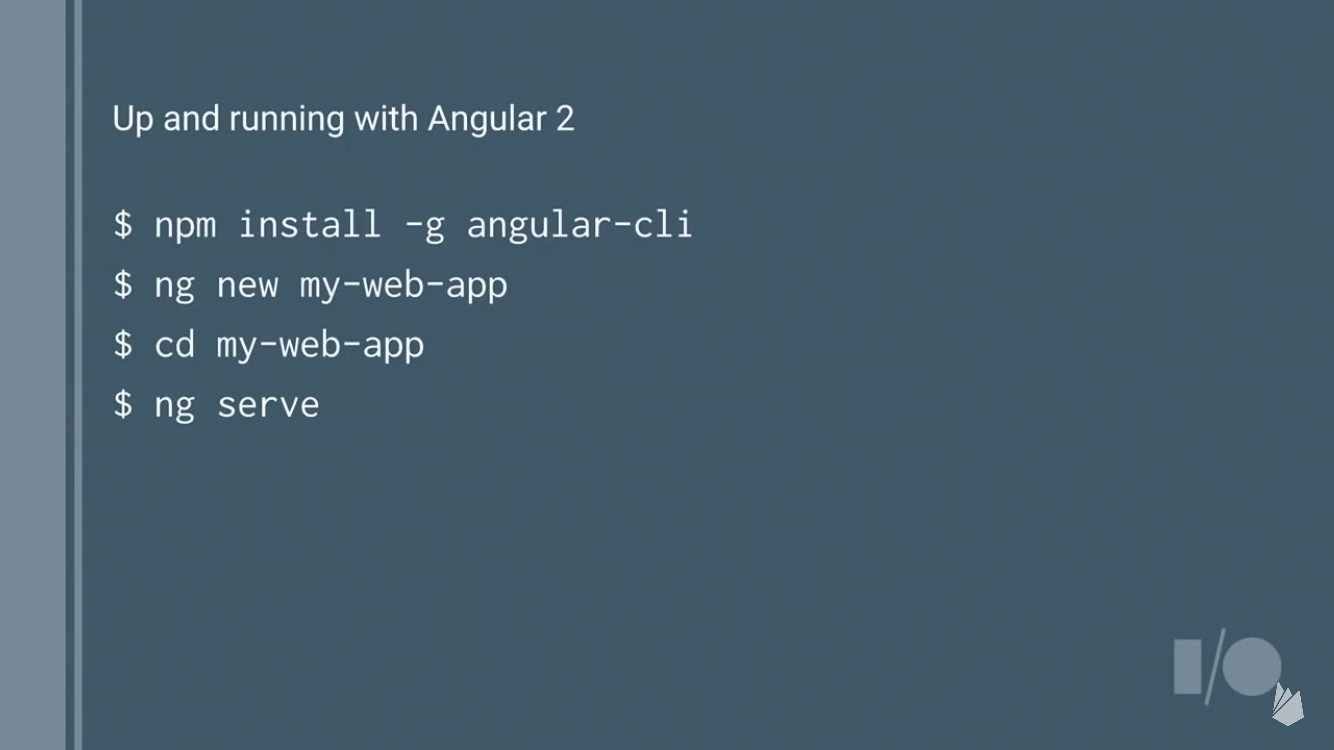 Up and running with Angular 2
$ npm install -g angular-cli
$ ng new my-web-app
$ cd my-web-app
$ ng serve
I/O